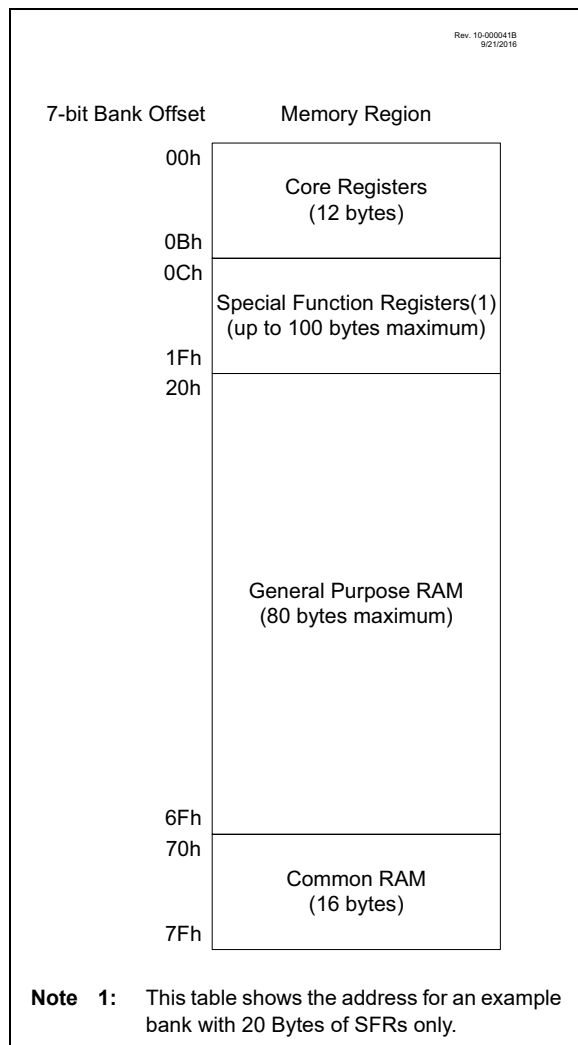 Rev. 10-000041B
9/21/2016
7-bit Bank Offset Memory Region
00h
Core Registers
(12 bytes)
0Bh
0Ch
Special Function Registers(1)
(up to 100 bytes maximum)
1Fh
20h
General Purpose RAM
(80 bytes maximum)
6Fh
70h
Common RAM
(16 bytes)
7Fh
Note 1: This table shows the address for an example
bank with 20 Bytes of SFRs only.